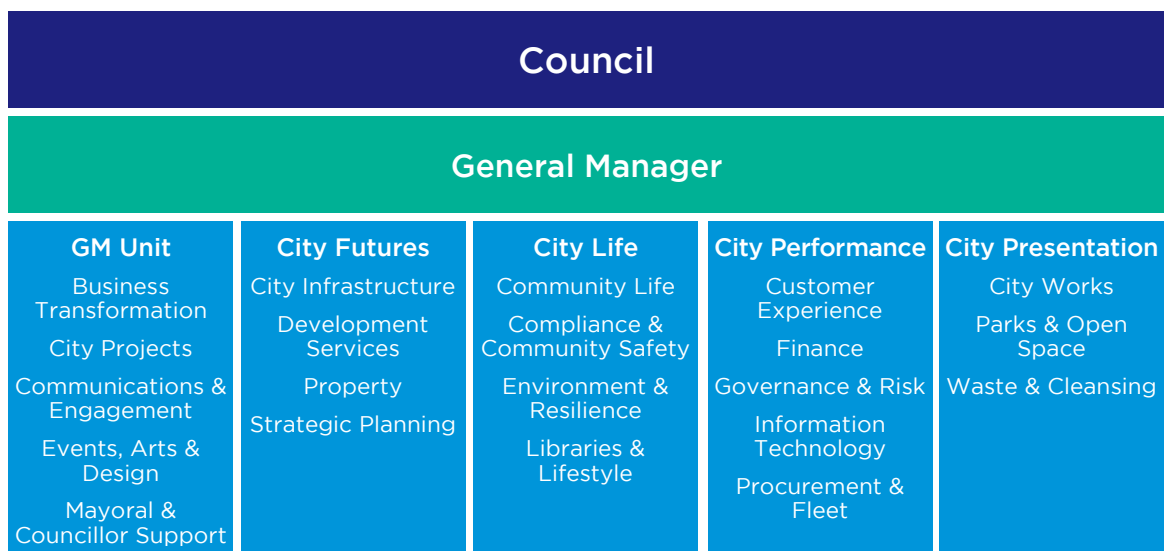 Council
General Manager
GM Unit
Business
Transformation
City Projects
Communications &
Engagement
Events, Arts &
Design
Mayoral &
Councillor Support
City Futures
City Infrastructure
Development
Services
Property
Strategic Planning
City Life
Community Life
Compliance &
Community Safety
Environment &
Resilience
Libraries &
Lifestyle
City Performance
Customer
Experience
Finance
Governance & Risk
Information
Technology
Procurement &
Fleet
City Presentation
City Works
Parks & Open
Space
Waste & Cleansing